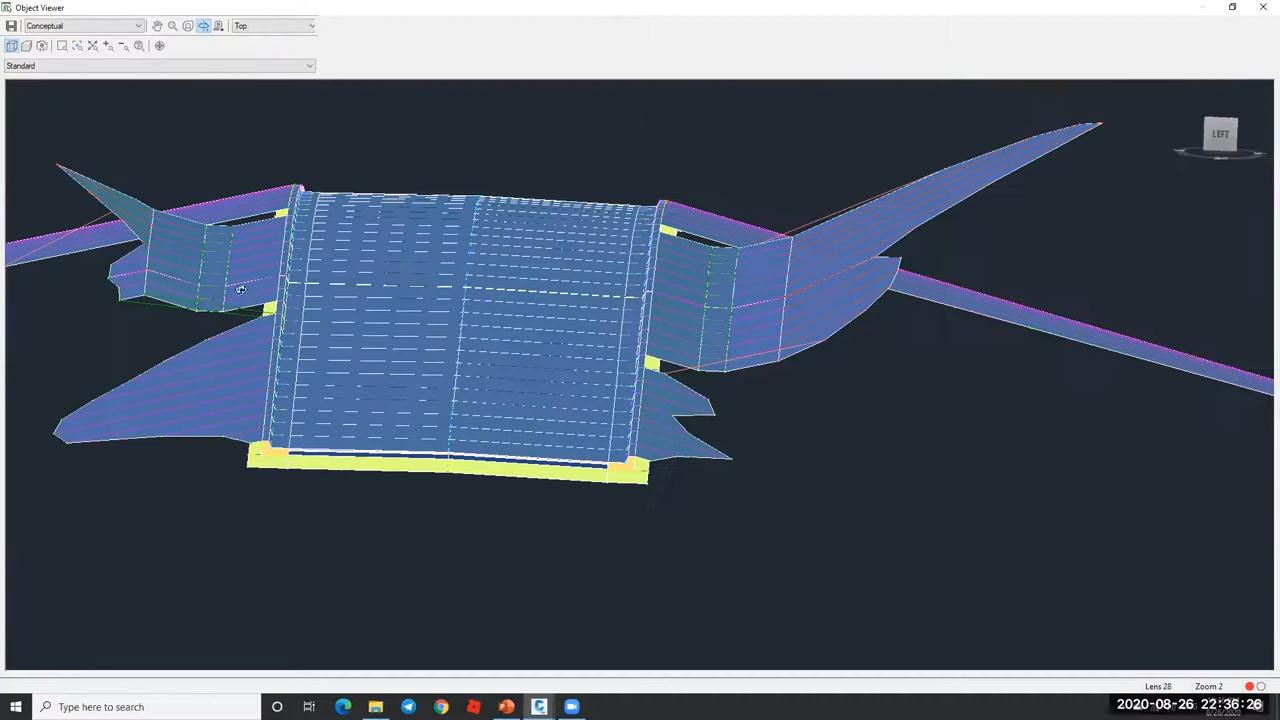 Object Viewer
Conceptual
Top
Standard
LEFT
Lens 28
Zoom 2
Type here to search
2020-08-26 22:36:26